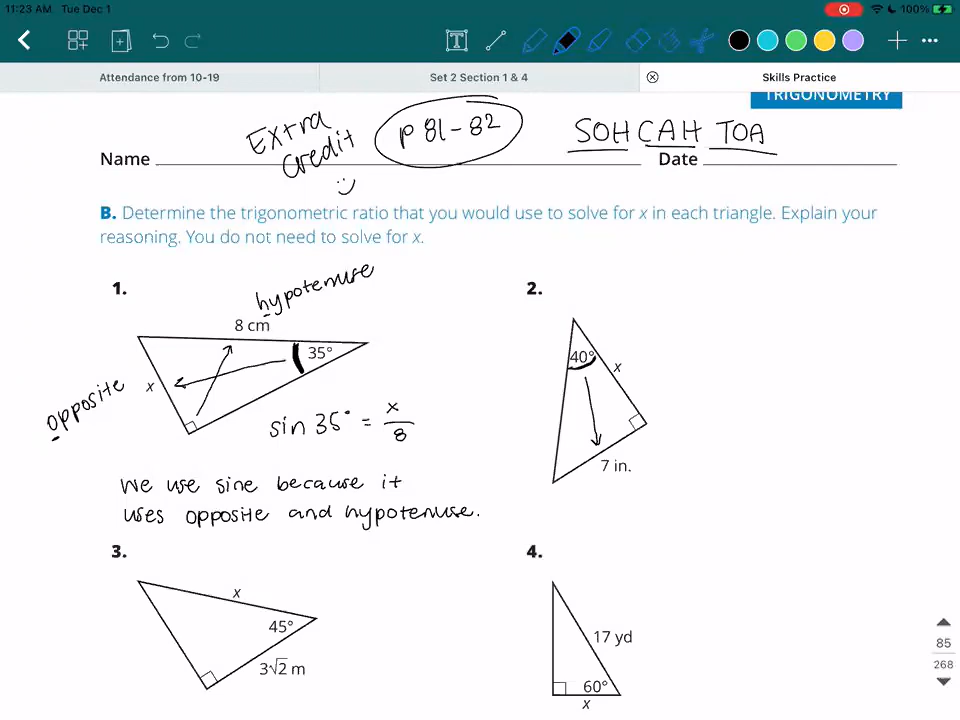 11:23 AM Tue Dec 1
100%
Attendance from 10-19
Set 2 Section 1 & 4
Skills Practice
TRIGONOMETRY
Extra credit
p 81-82
SOH CAH TOA
Name
Date
B. Determine the trigonometric ratio that you would use to solve for x in each triangle. Explain your
reasoning. You do not need to solve for x.
1.
hypotenuse
8 cm
35°
x
opposite
sin 35° = x/8
We use sine because it
uses opposite and hypotenuse.
2.
40°
x
7 in.
3.
x
45°
3√2 m
4.
17 yd
60°
x
85
268